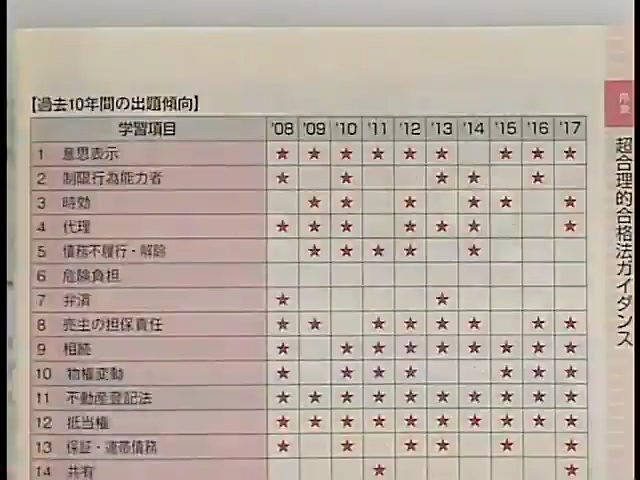 【過去10年間の出題傾向】
学習項目 '08 '09 '10 '11 '12 '13 '14 '15 '16 '17
1 意思表示 ★ ★ ★ ★ ★ ★ ★ ★ ★
2 制限行為能力者 ★ ★ ★ ★ ★
3 時効 ★ ★ ★ ★ ★ ★
4 代理 ★ ★ ★ ★ ★ ★ ★
5 債務不履行・解除 ★ ★ ★ ★ ★
6 危険負担
7 弁済 ★ ★
8 売主の担保責任 ★ ★ ★ ★ ★ ★ ★ ★
9 相続 ★ ★ ★ ★ ★ ★ ★ ★ ★
10 物権変動 ★ ★ ★ ★ ★ ★ ★
11 不動産登記法 ★ ★ ★ ★ ★ ★ ★ ★ ★ ★
12 抵当権 ★ ★ ★ ★ ★ ★ ★ ★ ★ ★
13 保証・連帯債務 ★ ★ ★ ★ ★ ★
14 共有 ★ ★
超合理的合格法ガイダンス